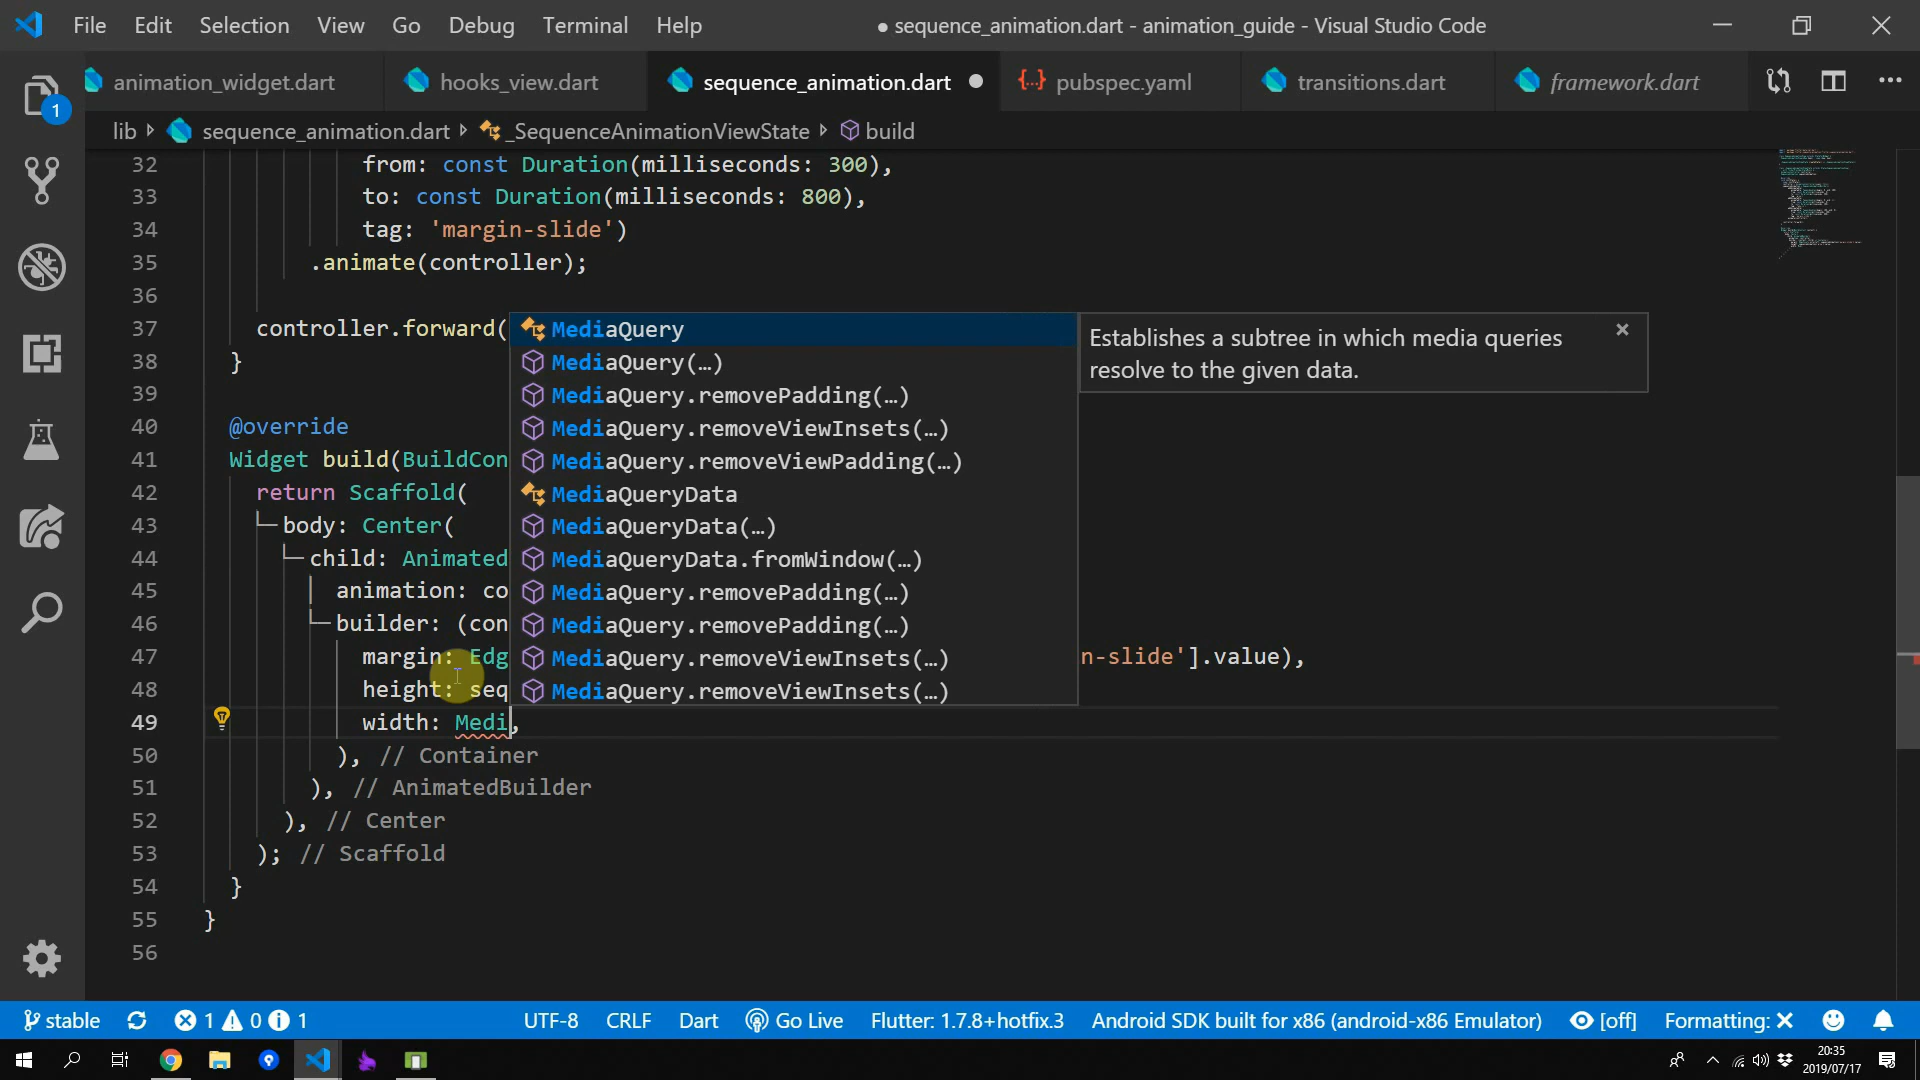 File Edit Selection View Go Debug Terminal Help
● sequence_animation.dart - animation_guide - Visual Studio Code
animation_widget.dart
hooks_view.dart
sequence_animation.dart ●
{..} pubspec.yaml
transitions.dart
framework.dart
1
lib sequence_animation.dart _SequenceAnimationViewState build
32 from: const Duration(milliseconds: 300),
33 to: const Duration(milliseconds: 800),
34 tag: 'margin-slide')
35 .animate(controller);
36
37 controller.forward(
38 }
39
40 @override
41 Widget build(BuildCon
42 return Scaffold(
43 body: Center(
44 child: Animated
45 animation: co
46 builder: (con
47 margin: Edg n-slide'].value),
48 height: seq
49 width: Medi,
50 ), // Container
51 ), // AnimatedBuilder
52 ), // Center
53 ); // Scaffold
54 }
55 }
56
MediaQuery
MediaQuery(…)
MediaQuery.removePadding(…)
MediaQuery.removeViewInsets(…)
MediaQuery.removeViewPadding(…)
MediaQueryData
MediaQueryData(…)
MediaQueryData.fromWindow(…)
MediaQuery.removePadding(…)
MediaQuery.removePadding(…)
MediaQuery.removeViewInsets(…)
MediaQuery.removeViewInsets(…)
Establishes a subtree in which media queries
resolve to the given data.
stable 1 0 1 UTF-8 CRLF Dart Go Live Flutter: 1.7.8+hotfix.3 Android SDK built for x86 (android-x86 Emulator) [off] Formatting: ✕
20:35
2019/07/17